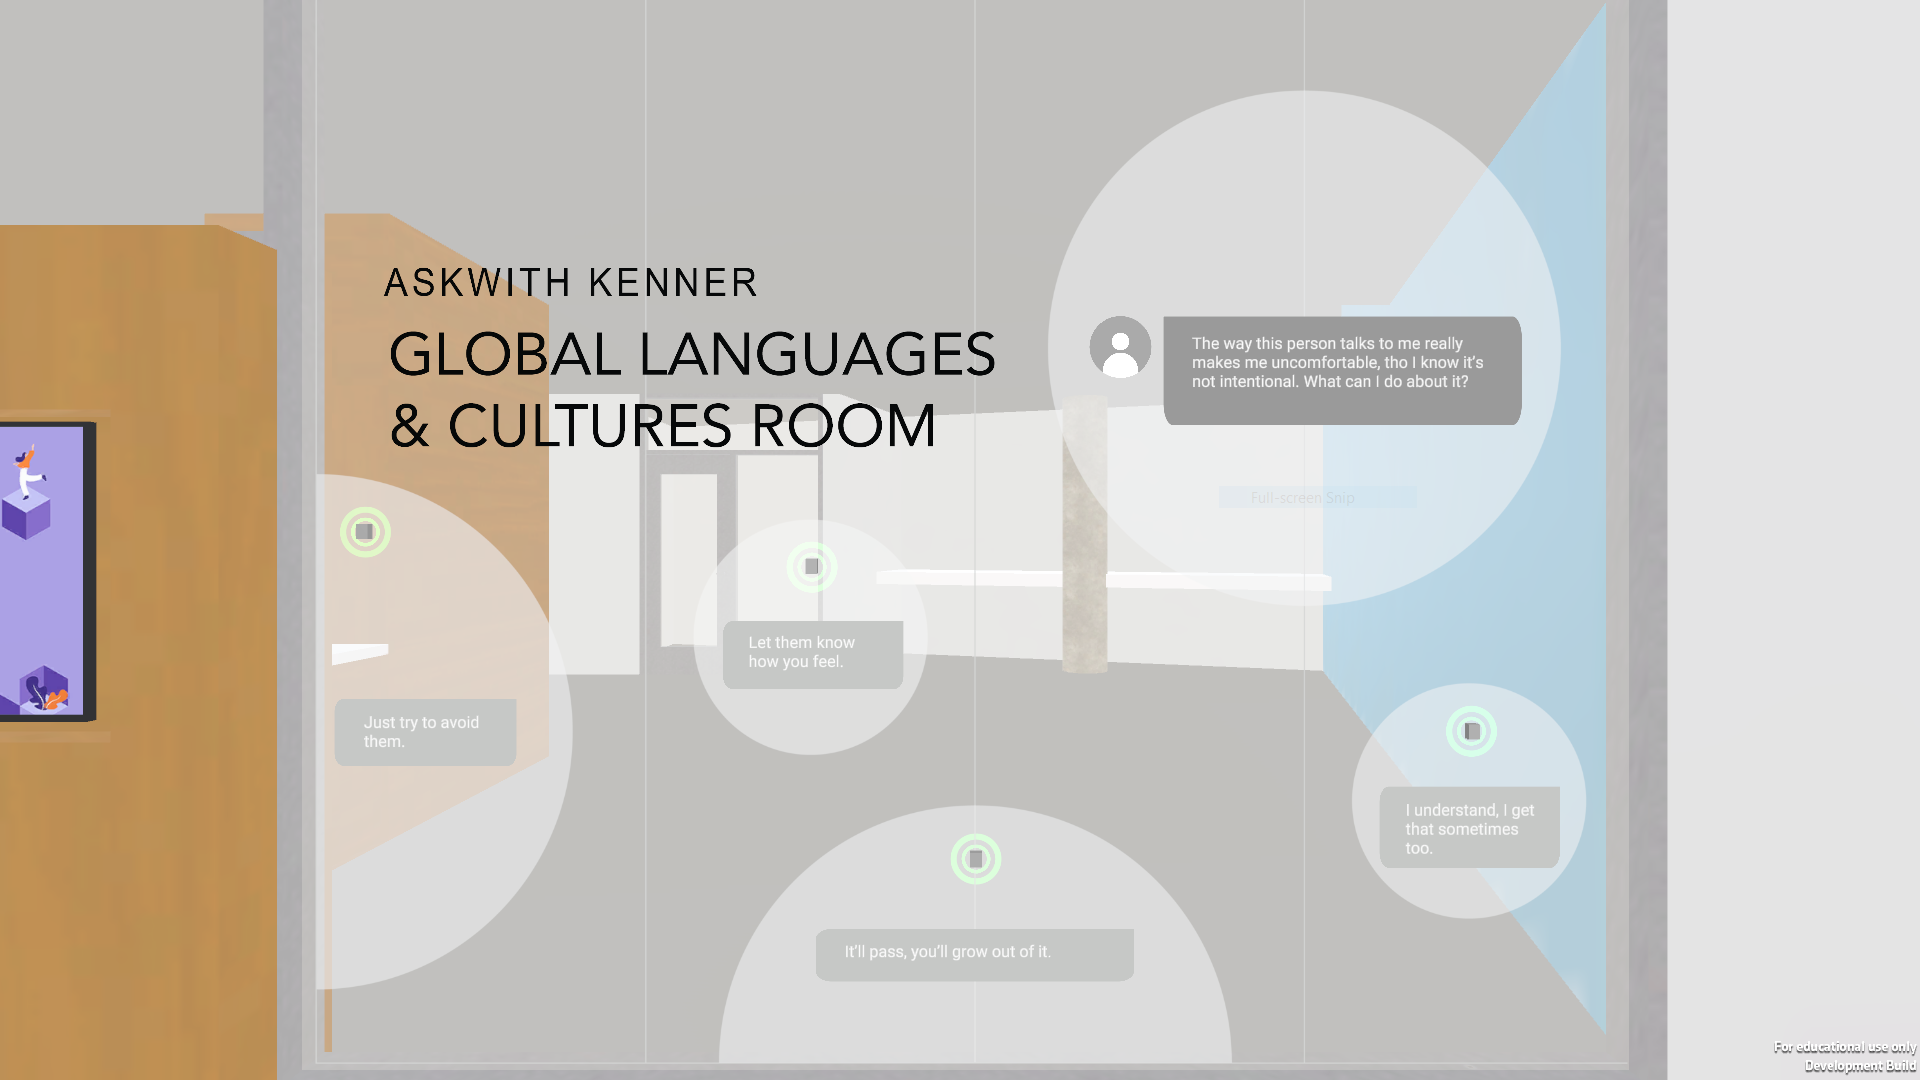 ASKWITH KENNER
GLOBAL LANGUAGES
& CULTURES ROOM
The way this person talks to me really
makes me uncomfortable, tho I know it's
not intentional. What can I do about it?
Full-screen Snip
Let them know
how you feel.
Just try to avoid
them.
I understand, I get
that sometimes
too.
It'll pass, you'll grow out of it.
For educational use only
Development Build